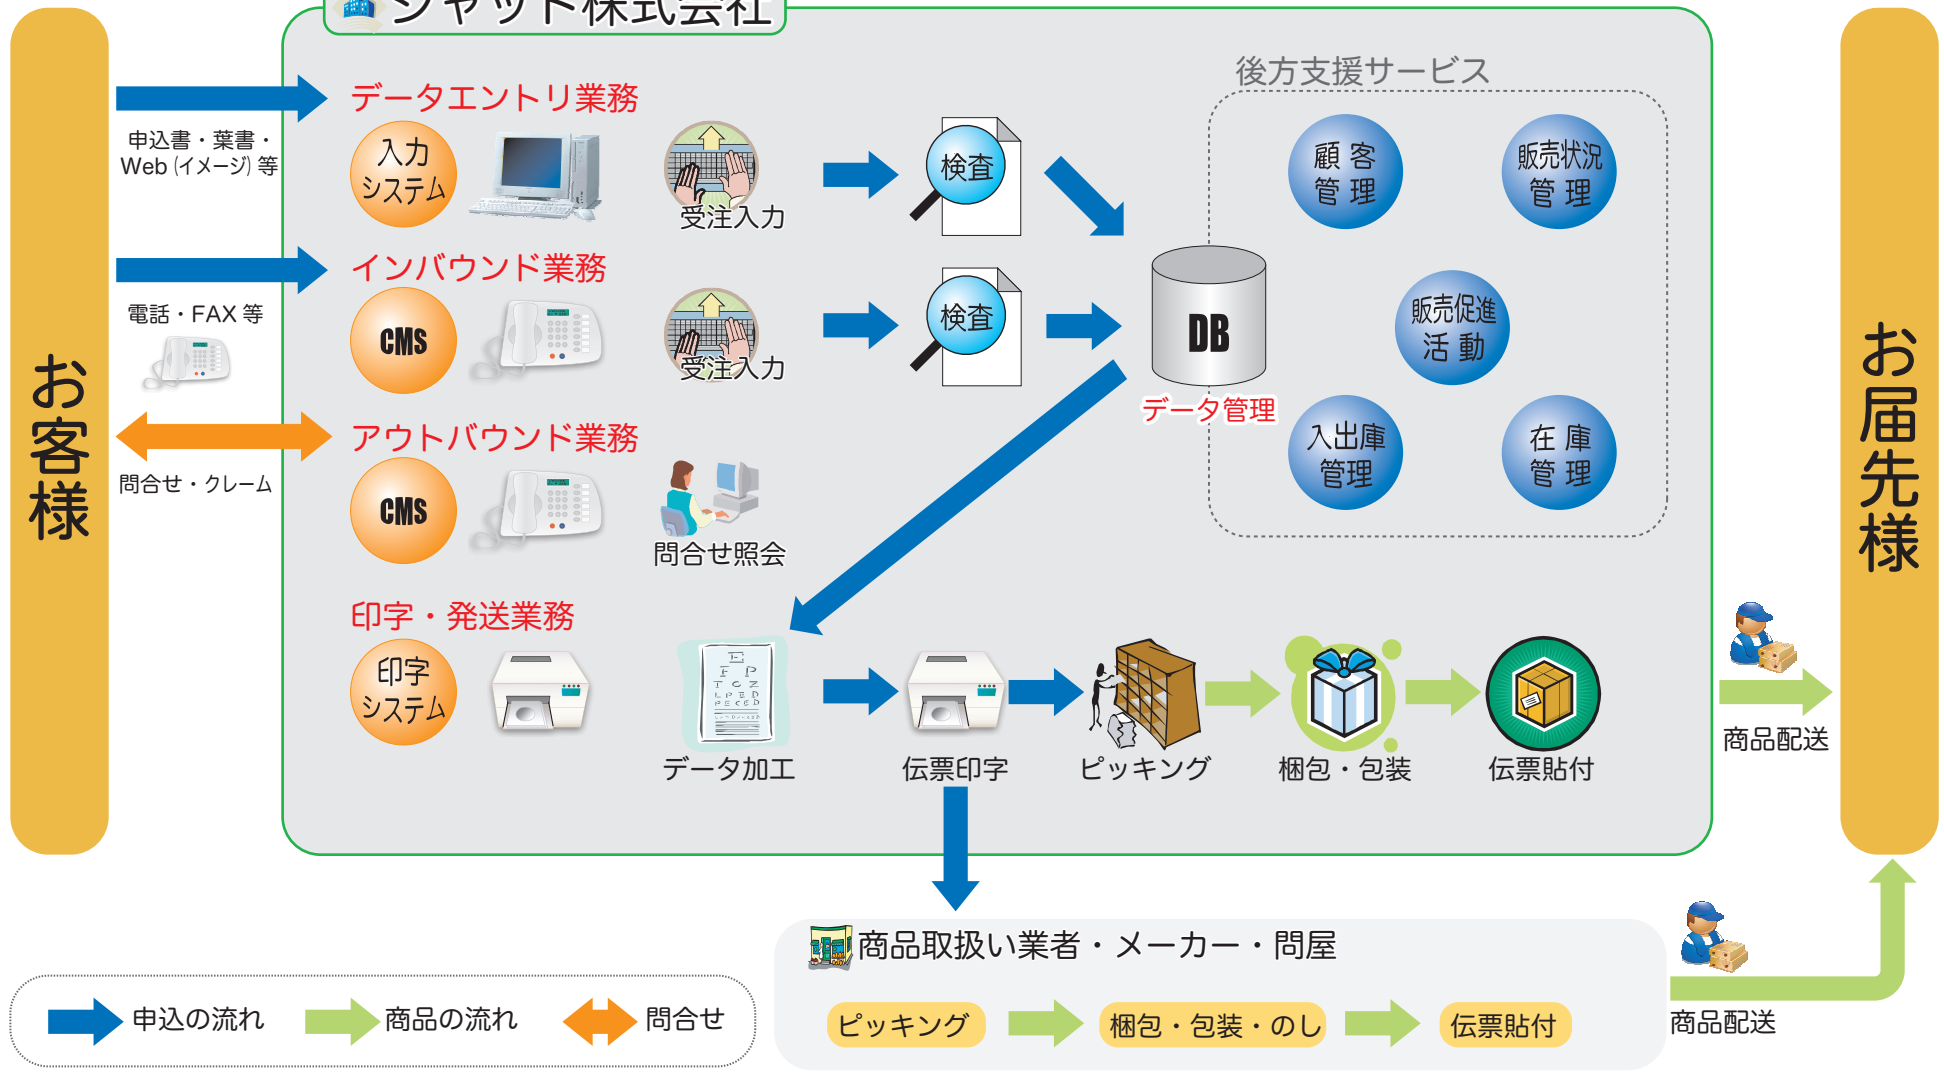 シャット株式会社
お客様
申込書・葉書・
Web(イメージ)等
電話・FAX 等
問合せ・クレーム
データエントリ業務
入力
システム
受注入力
検査
インバウンド業務
CMS
受注入力
検査
アウトバウンド業務
CMS
問合せ照会
DB
データ管理
後方支援サービス
顧 客
管 理
販売状況
管 理
販売促進
活 動
入出庫
管理
在 庫
管 理
印字・発送業務
印字
システム
データ加工
伝票印字
ピッキング
梱包・包装
伝票貼付
商品配送
お届先様
商品取扱い業者・メーカー・問屋
ピッキング
梱包・包装・のし
伝票貼付
商品配送
申込の流れ
商品の流れ
問合せ